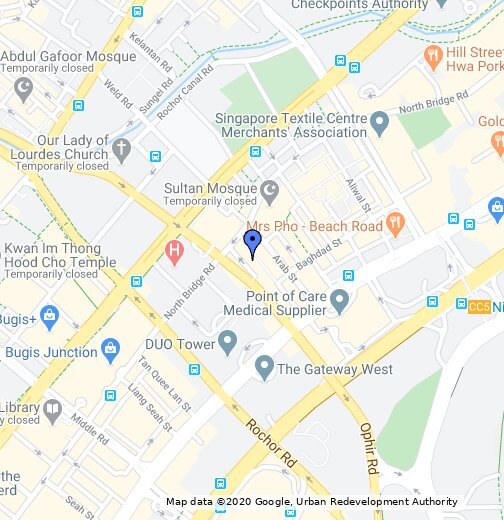 Checkpoints Authority
Kelantan Rd
Abdul Gafoor Mosque
Temporarily closed
Hill Street
Hwa Pork
Weld Rd
Sungei Rd
Rochor Canal Rd
North Bridge Rd
Singapore Textile Centre
Merchants' Association
Golo
Our Lady of
Lourdes Church
Temporarily closed
Sultan Mosque
Temporarily closed
Aliwal St
Mrs Pho - Beach Road
Kwan Im Thong
Hood Cho Temple
Temporarily closed
H
Baghdad St
Arab St
North Bridge Rd
Point of Care
Medical Supplier
CC5
Ni
Bugis+
Bugis Junction
DUO Tower
The Gateway West
Tan Quee Lan St
Liang Seah St
Library
y closed
Middle Rd
Rochor Rd
Ophir Rd
the
erd
Seah St
Map data ©2020 Google, Urban Redevelopment Authority